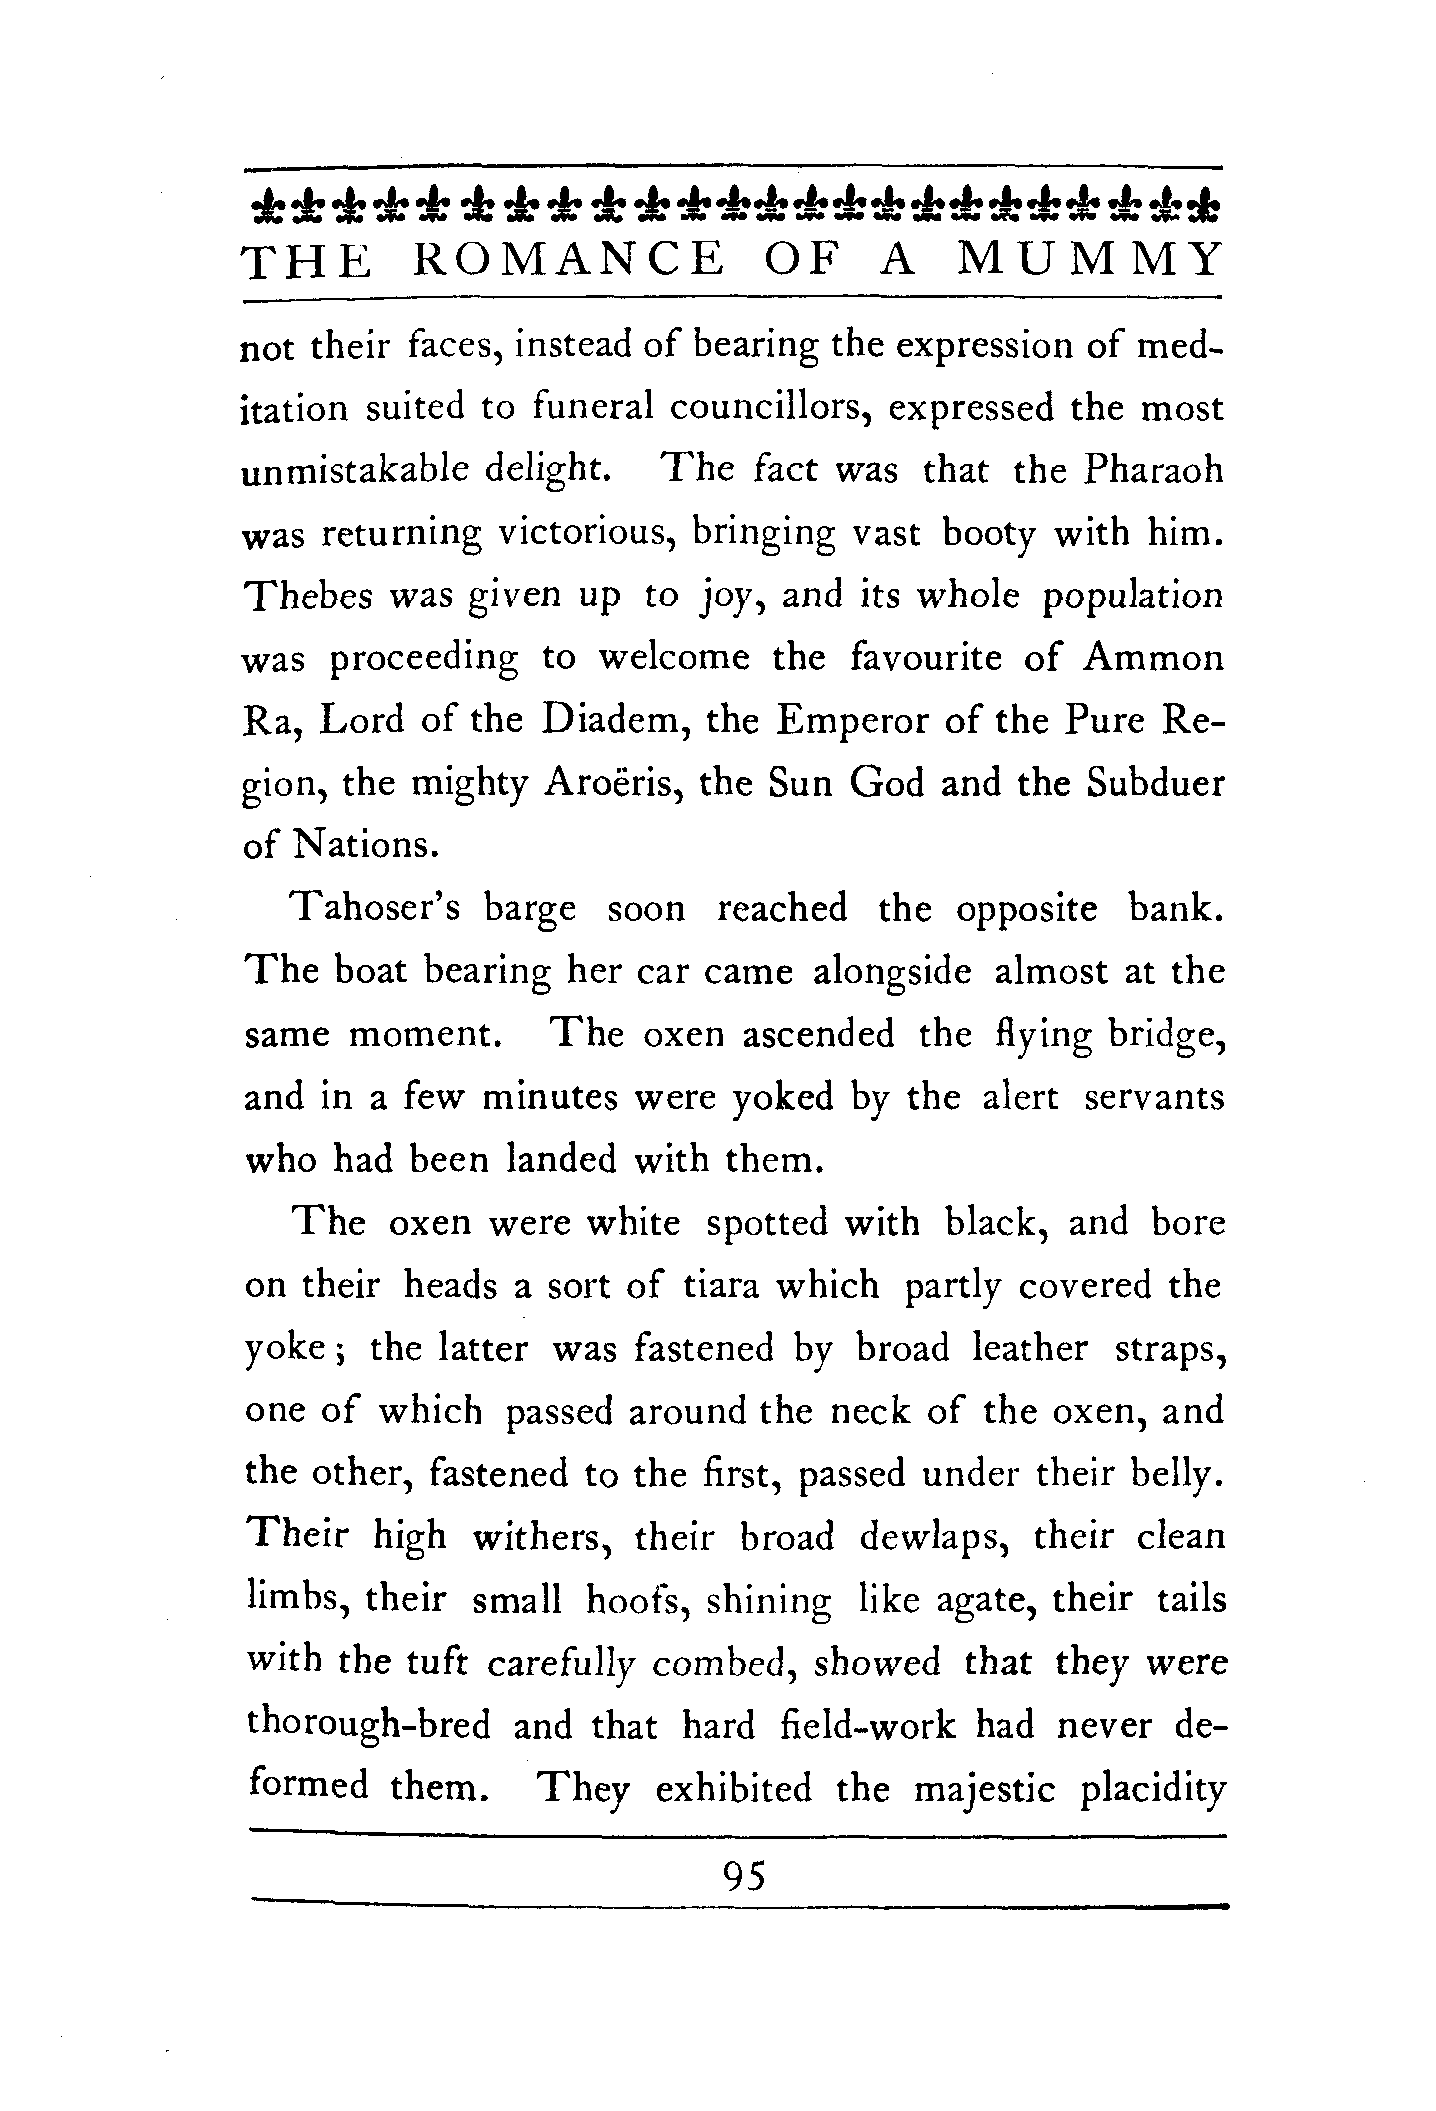 THE ROMANCE OF A MUMMY
not their faces, instead of bearing the expression of med-
itation suited to funeral councillors, expressed the most
unmistakable delight. The fact was that the Pharaoh
was returning victorious, bringing vast booty with him.
Thebes was given up to joy, and its whole population
was proceeding to welcome the favourite of Ammon
Ra, Lord of the Diadem, the Emperor of the Pure Re-
gion, the mighty Aroëris, the Sun God and the Subduer
of Nations.
Tahoser's barge soon reached the opposite bank.
The boat bearing her car came alongside almost at the
same moment. The oxen ascended the flying bridge,
and in a few minutes were yoked by the alert servants
who had been landed with them.
The oxen were white spotted with black, and bore
on their heads a sort of tiara which partly covered the
yoke; the latter was fastened by broad leather straps,
one of which passed around the neck of the oxen, and
the other, fastened to the first, passed under their belly.
Their high withers, their broad dewlaps, their clean
limbs, their small hoofs, shining like agate, their tails
with the tuft carefully combed, showed that they were
thorough-bred and that hard field-work had never de-
formed them. They exhibited the majestic placidity
95